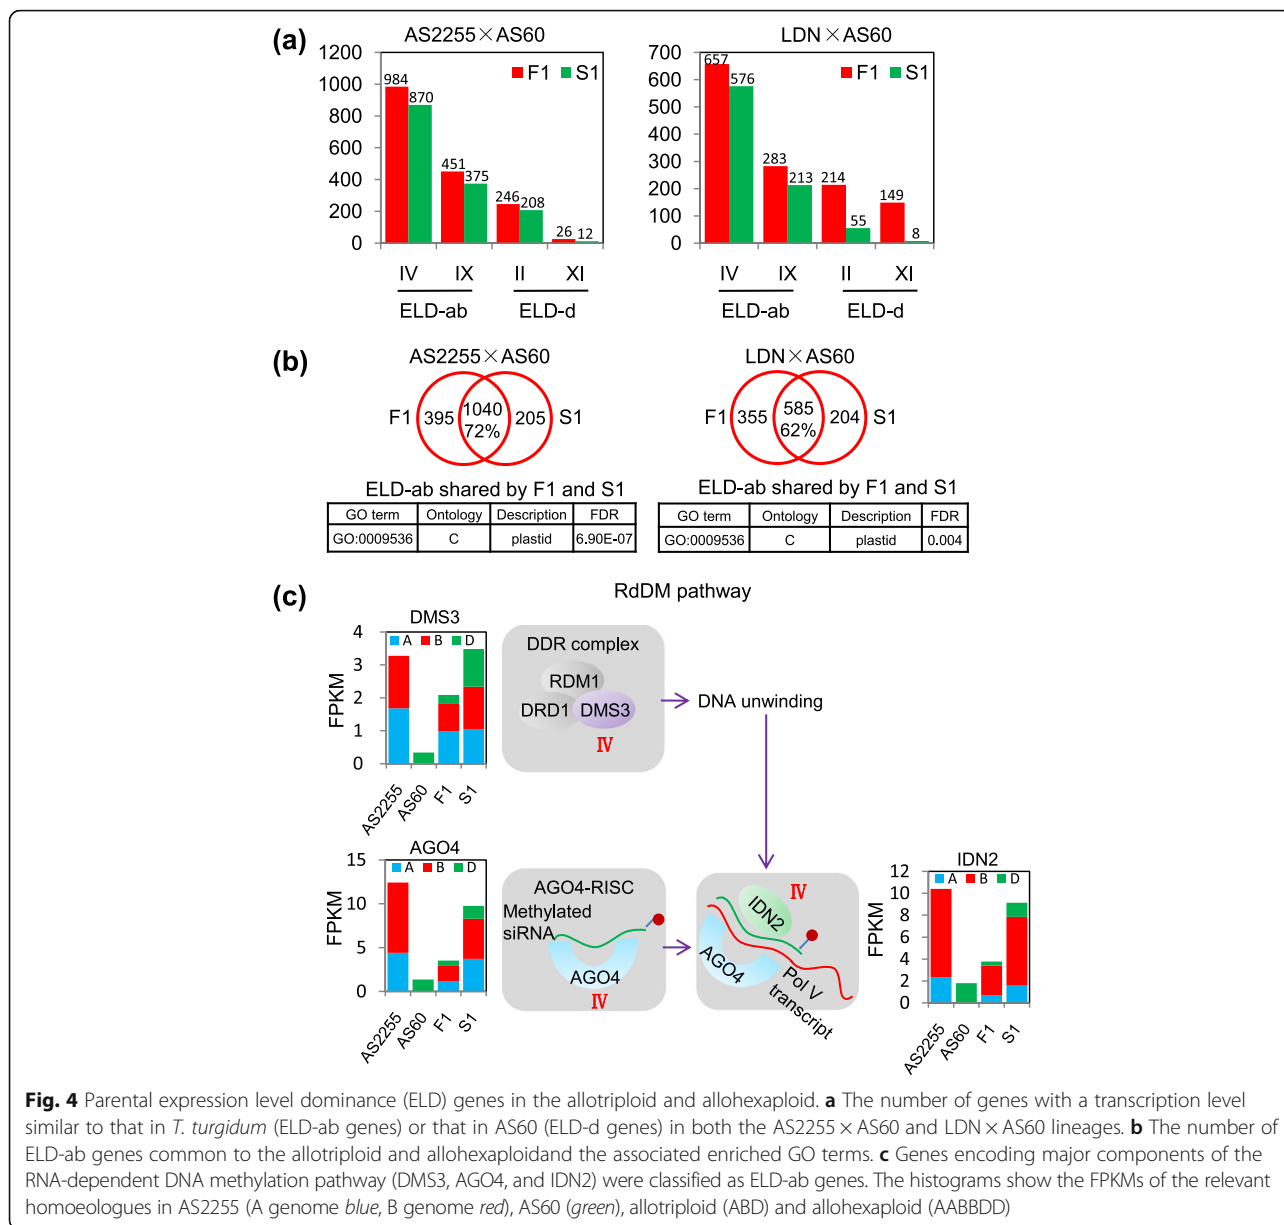 (a)
AS2255×AS60
1200
1000
800
600
400
200
0
F1 S1
984
870
451
375
246
208
26
12
IV IX II XI
ELD-ab ELD-d
LDN×AS60
700
600
500
400
300
200
100
0
F1 S1
657
576
283
213
214
55
149
8
IV IX II XI
ELD-ab ELD-d
(b)
AS2255×AS60
F1 395 1040 205 S1
72%
ELD-ab shared by F1 and S1
GO term Ontology Description FDR
GO:0009536 C plastid 6.90E-07
LDN×AS60
F1 355 585 204 S1
62%
ELD-ab shared by F1 and S1
GO term Ontology Description FDR
GO:0009536 C plastid 0.004
(c)
RdDM pathway
DMS3
A B D
4
3
2
1
0
FPKM
AS2255
AS60
F1
S1
DDR complex
RDM1
DRD1
DMS3
IV
DNA unwinding
AGO4
A B D
15
10
5
0
FPKM
AS2255
AS60
F1
S1
AGO4-RISC
Methylated
siRNA
AGO4
IV
IV
IDN2
AGO4
Pol V
transcript
IDN2
A B D
12
10
8
6
4
2
0
FPKM
AS2255
AS60
F1
S1
Fig. 4 Parental expression level dominance (ELD) genes in the allotriploid and allohexaploid. a The number of genes with a transcription level
similar to that in T. turgidum (ELD-ab genes) or that in AS60 (ELD-d genes) in both the AS2255 × AS60 and LDN × AS60 lineages. b The number of
ELD-ab genes common to the allotriploid and allohexaploidand the associated enriched GO terms. c Genes encoding major components of the
RNA-dependent DNA methylation pathway (DMS3, AGO4, and IDN2) were classified as ELD-ab genes. The histograms show the FPKMs of the relevant
homoeologues in AS2255 (A genome blue, B genome red), AS60 (green), allotriploid (ABD) and allohexaploid (AABBDD)